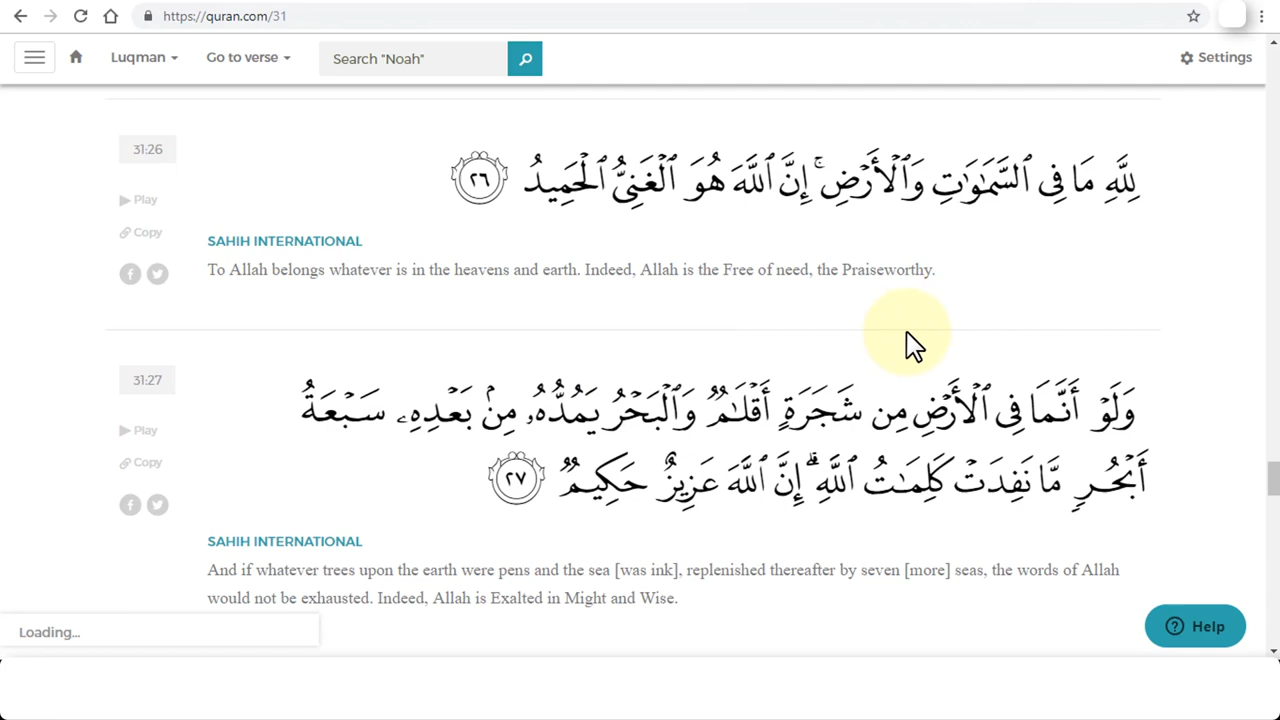 https://quran.com/31
Luqman
Go to verse
Search "Noah"
Settings
31:26
لِلَّهِ مَا فِى ٱلسَّمَـٰوَٰتِ وَٱلْأَرْضِ ۚ إِنَّ ٱللَّهَ هُوَ ٱلْغَنِىُّ ٱلْحَمِيدُ ٢٦
Play
Copy
SAHIH INTERNATIONAL
To Allah belongs whatever is in the heavens and earth. Indeed, Allah is the Free of need, the Praiseworthy.
31:27
وَلَوْ أَنَّمَا فِى ٱلْأَرْضِ مِن شَجَرَةٍ أَقْلَـٰمٌ وَٱلْبَحْرُ يَمُدُّهُۥ مِنۢ بَعْدِهِۦ سَبْعَةُ
أَبْحُرٍ مَّا نَفِدَتْ كَلِمَـٰتُ ٱللَّهِ ۗ إِنَّ ٱللَّهَ عَزِيزٌ حَكِيمٌ ٢٧
Play
Copy
SAHIH INTERNATIONAL
And if whatever trees upon the earth were pens and the sea [was ink], replenished thereafter by seven [more] seas, the words of Allah
would not be exhausted. Indeed, Allah is Exalted in Might and Wise.
Loading...
Help